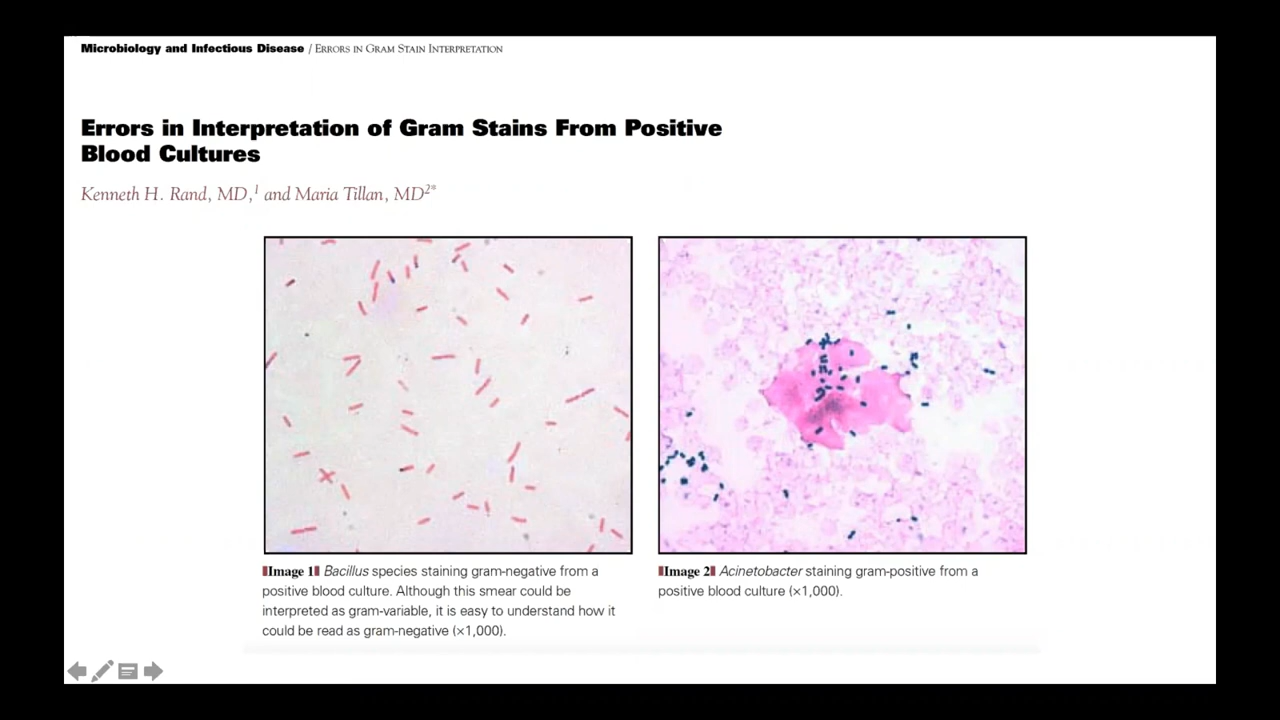 Microbiology and Infectious Disease / Errors in Gram Stain Interpretation
Errors in Interpretation of Gram Stains From Positive
Blood Cultures
Kenneth H. Rand, MD,1 and Maria Tillan, MD2*
Image 1 Bacillus species staining gram-negative from a
positive blood culture. Although this smear could be
interpreted as gram-variable, it is easy to understand how it
could be read as gram-negative (×1,000).
Image 2 Acinetobacter staining gram-positive from a
positive blood culture (×1,000).